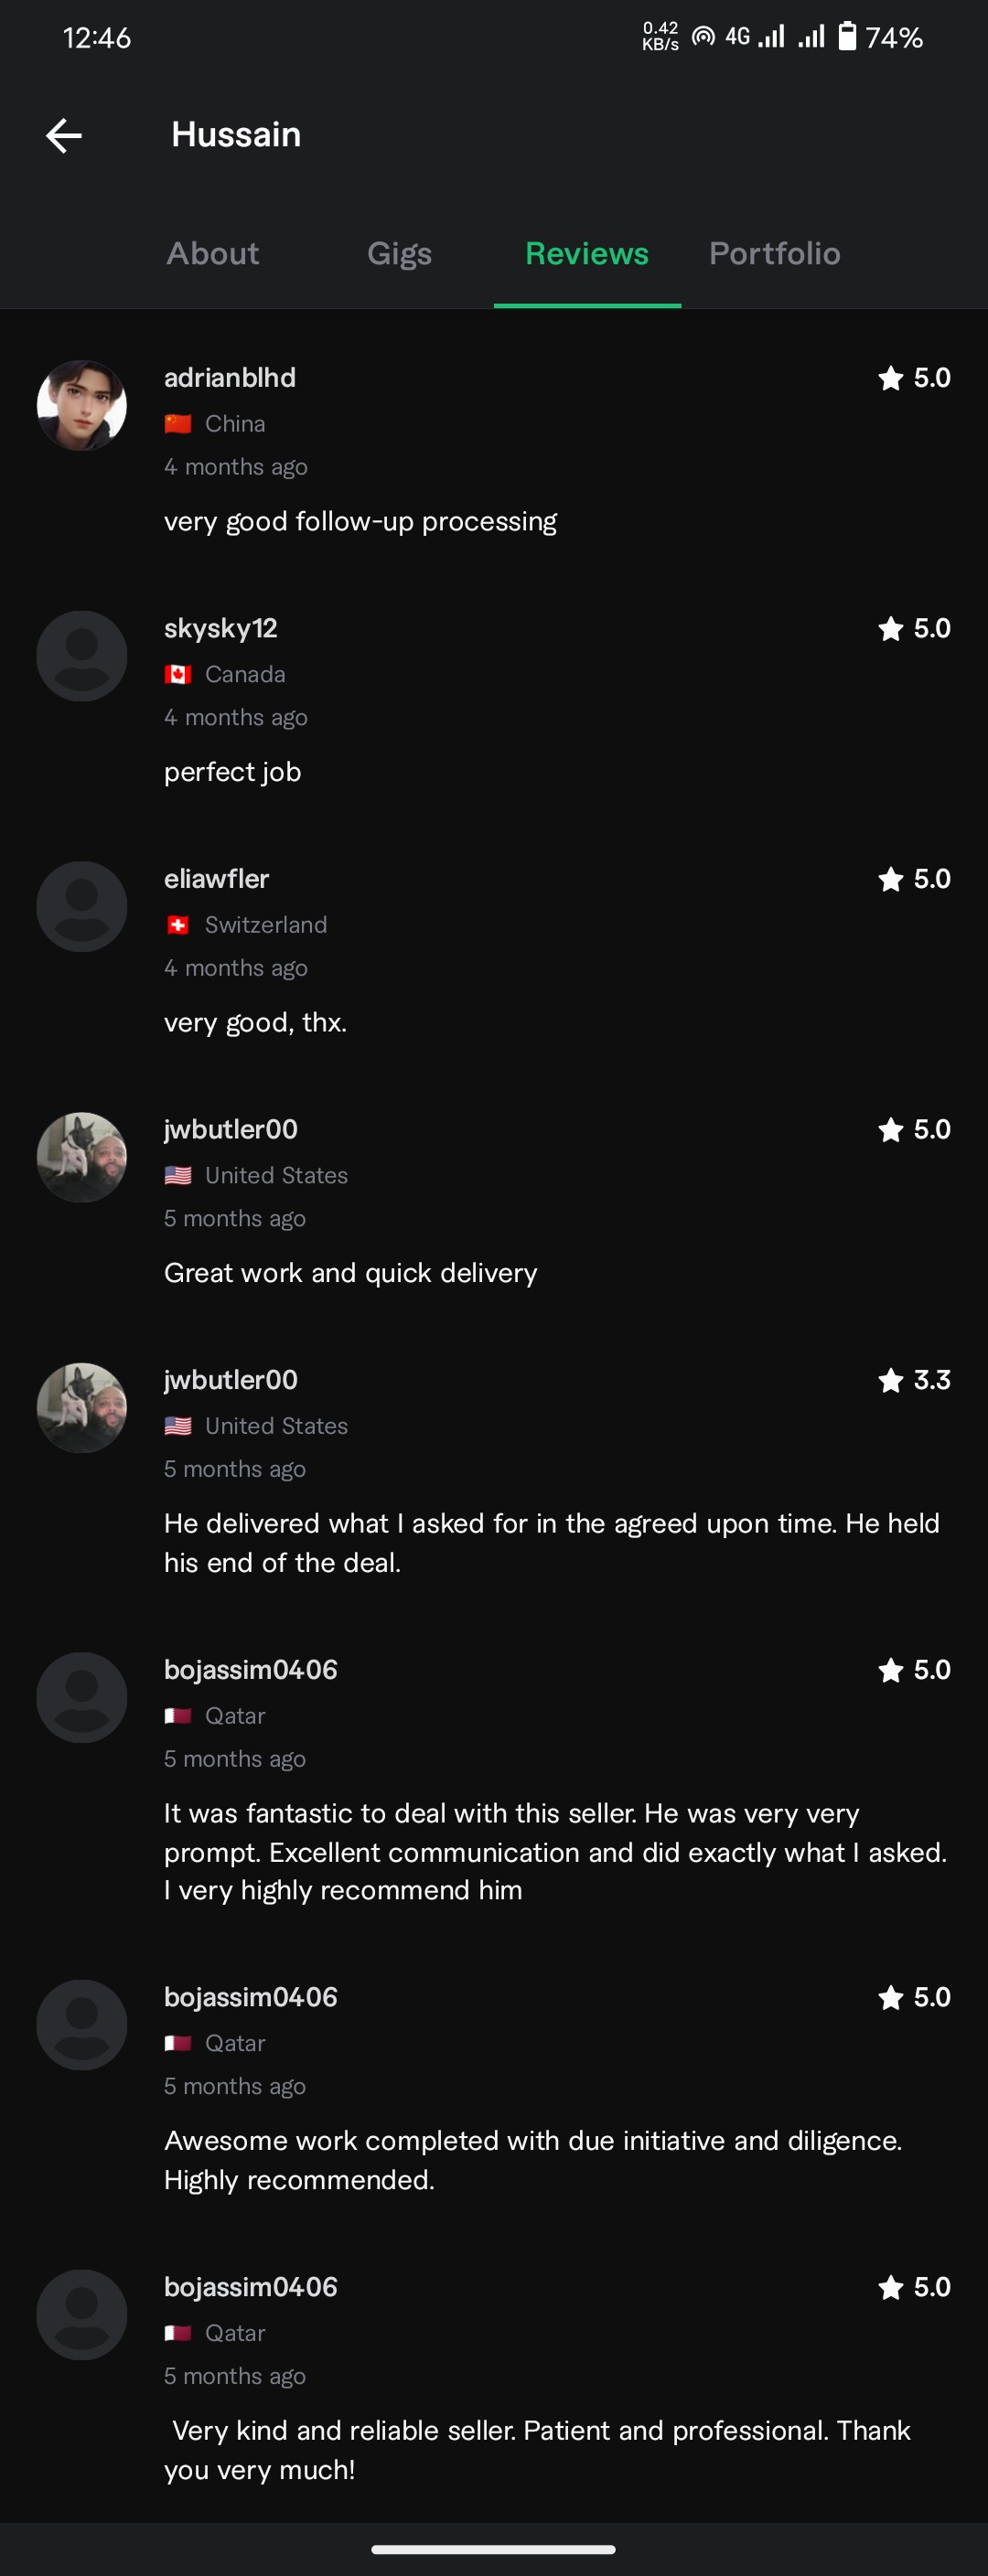 12:46
0.42
KB/s
4G
74%
Hussain
About Gigs Reviews Portfolio
adrianblhd 5.0
China
4 months ago
very good follow-up processing
skysky12 5.0
Canada
4 months ago
perfect job
eliawfler 5.0
Switzerland
4 months ago
very good, thx.
jwbutler00 5.0
United States
5 months ago
Great work and quick delivery
jwbutler00 3.3
United States
5 months ago
He delivered what I asked for in the agreed upon time. He held
his end of the deal.
bojassim0406 5.0
Qatar
5 months ago
It was fantastic to deal with this seller. He was very very
prompt. Excellent communication and did exactly what I asked.
I very highly recommend him
bojassim0406 5.0
Qatar
5 months ago
Awesome work completed with due initiative and diligence.
Highly recommended.
bojassim0406 5.0
Qatar
5 months ago
Very kind and reliable seller. Patient and professional. Thank
you very much!